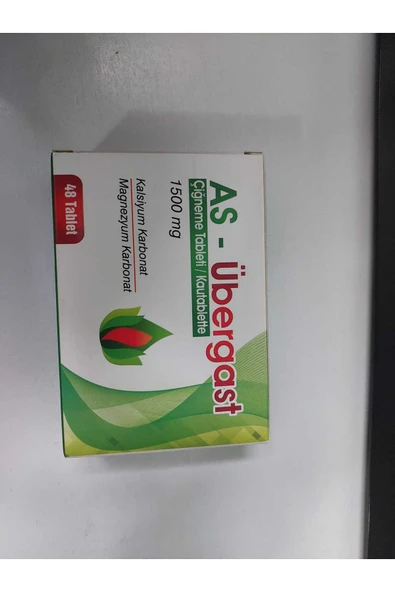 AS - Übergast
Çiğneme Tableti / Kautablette
1500 mg
Kalsiyum Karbonat
Magnezyum Karbonat
48 Tablet